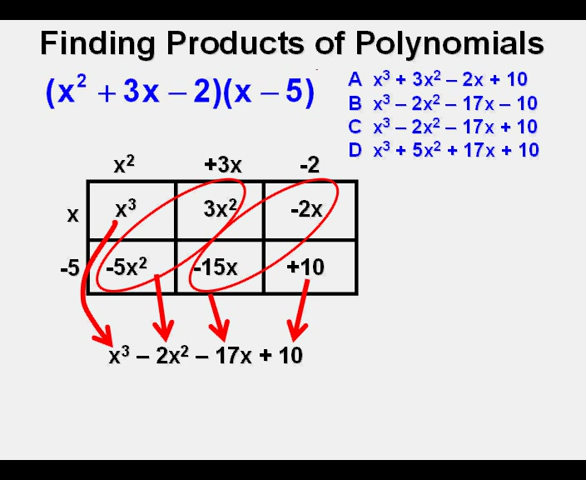 Finding Products of Polynomials
(x² + 3x – 2)(x – 5)
A x³ + 3x² – 2x + 10
B x³ – 2x² – 17x – 10
C x³ – 2x² – 17x + 10
D x³ + 5x² + 17x + 10
x² +3x -2
x x³ 3x² -2x
-5 -5x² -15x +10
x³ – 2x² – 17x + 10